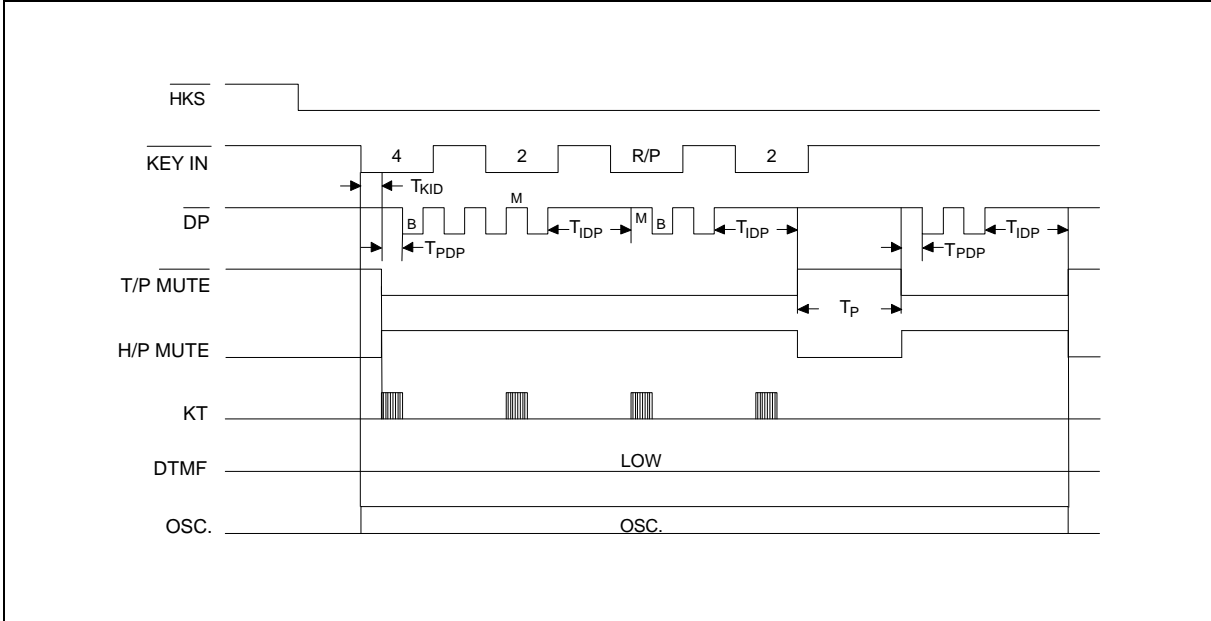 HKS
KEY IN 4 2 R/P 2
TKID
M
DP B TIDP M B TIDP TIDP
TPDP TPDP
T/P MUTE
TP
H/P MUTE
KT
LOW
DTMF
OSC. OSC.